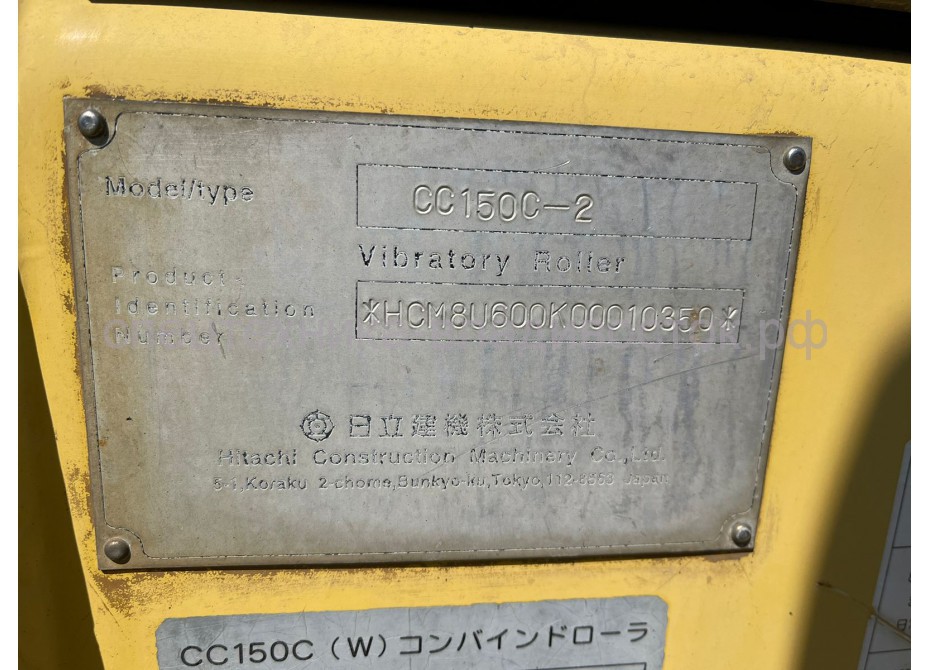 Model/type
CC150C-2
Vibratory Roller
Product
Identification
Number
*HCM8U600K00010350*
日立建機株式会社
Hitachi Construction Machinery Co.,Ltd.
5-1,Koraku 2-chome,Bunkyo-ku,Tokyo,112-8563 Japan
CC150C (W) コンバインドローラ